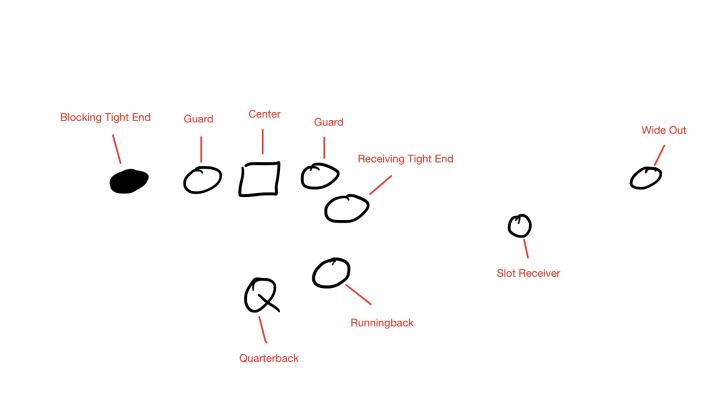 Blocking Tight End
Guard
Center
Guard
Wide Out
Receiving Tight End
Slot Receiver
Q
Runningback
Quarterback